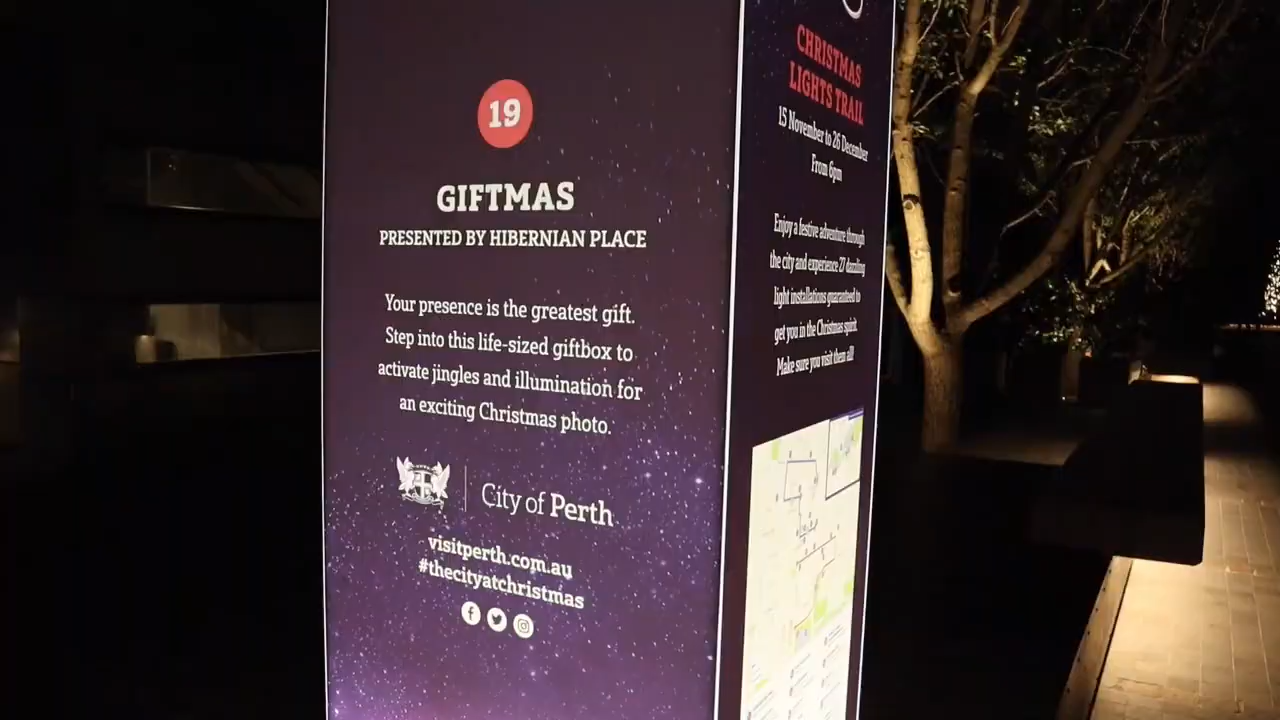 19
GIFTMAS
PRESENTED BY HIBERNIAN PLACE
Your presence is the greatest gift.
Step into this life-sized giftbox to
activate jingles and illumination for
an exciting Christmas photo.
City of Perth
visitperth.com.au
#thecityatchristmas
CHRISTMAS
LIGHTS TRAIL
15 November to 26 December
From 6pm
Enjoy a festive adventure through
the city and experience 27 dazzling
light installations guaranteed to
get you in the Christmas spirit.
Make sure you visit them all!